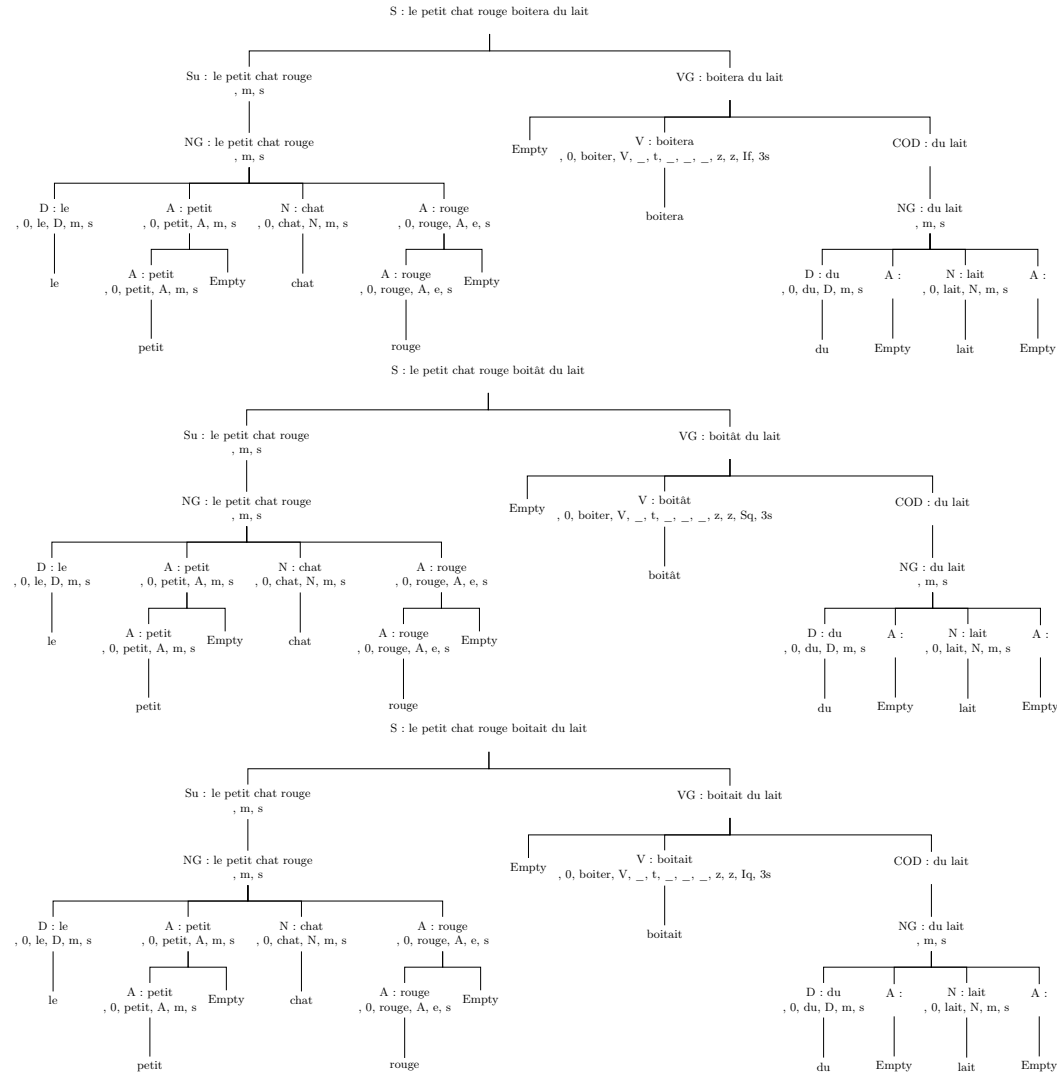 S : le petit chat rouge boitera du lait
Su : le petit chat rouge
, m, s
VG : boitera du lait
NG : le petit chat rouge
, m, s
Empty
V : boitera
, 0, boiter, V, _, t, _, _, _, z, z, If, 3s
COD : du lait
D : le
, 0, le, D, m, s
A : petit
, 0, petit, A, m, s
N : chat
, 0, chat, N, m, s
A : rouge
, 0, rouge, A, e, s
boitera
NG : du lait
, m, s
le
A : petit
, 0, petit, A, m, s
Empty
chat
A : rouge
, 0, rouge, A, e, s
Empty
D : du
, 0, du, D, m, s
A :
N : lait
, 0, lait, N, m, s
A :
petit
rouge
du
Empty
lait
Empty
S : le petit chat rouge boitât du lait
Su : le petit chat rouge
, m, s
VG : boitât du lait
NG : le petit chat rouge
, m, s
Empty
V : boitât
, 0, boiter, V, _, t, _, _, _, z, z, Sq, 3s
COD : du lait
D : le
, 0, le, D, m, s
A : petit
, 0, petit, A, m, s
N : chat
, 0, chat, N, m, s
A : rouge
, 0, rouge, A, e, s
boitât
NG : du lait
, m, s
le
A : petit
, 0, petit, A, m, s
Empty
chat
A : rouge
, 0, rouge, A, e, s
Empty
D : du
, 0, du, D, m, s
A :
N : lait
, 0, lait, N, m, s
A :
petit
rouge
du
Empty
lait
Empty
S : le petit chat rouge boitait du lait
Su : le petit chat rouge
, m, s
VG : boitait du lait
NG : le petit chat rouge
, m, s
Empty
V : boitait
, 0, boiter, V, _, t, _, _, _, z, z, Iq, 3s
COD : du lait
D : le
, 0, le, D, m, s
A : petit
, 0, petit, A, m, s
N : chat
, 0, chat, N, m, s
A : rouge
, 0, rouge, A, e, s
boitait
NG : du lait
, m, s
le
A : petit
, 0, petit, A, m, s
Empty
chat
A : rouge
, 0, rouge, A, e, s
Empty
D : du
, 0, du, D, m, s
A :
N : lait
, 0, lait, N, m, s
A :
petit
rouge
du
Empty
lait
Empty